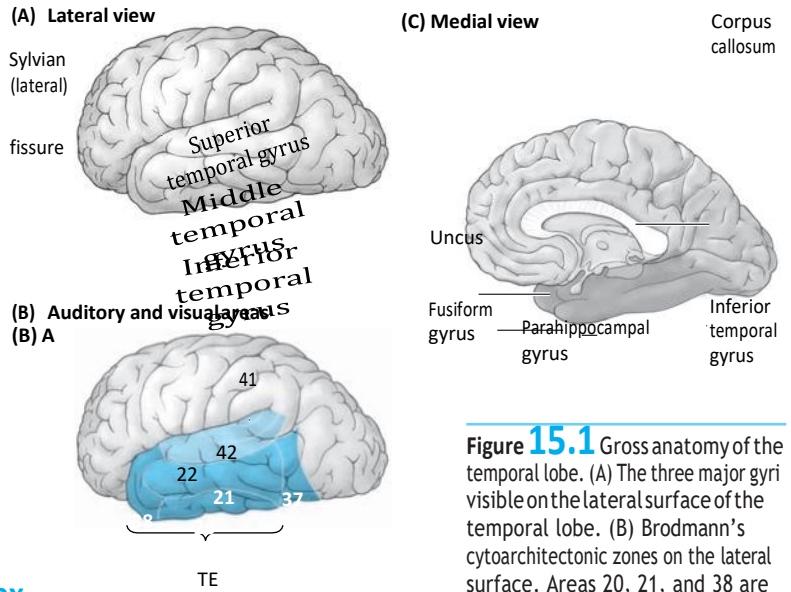 (A) Lateral view
Sylvian
(lateral)
fissure
Superior
temporal gyrus
Middle
temporal
gyrus
Inferior
temporal
gyrus
(B) Auditory and visualareas
(B) A
41
42
22
21
37
8
TE
(C) Medial view
Corpus
callosum
Uncus
Fusiform
gyrus
Parahippocampal
gyrus
Inferior
temporal
gyrus
Figure 15.1 Gross anatomy of the
temporal lobe. (A) The three major gyri
visible on the lateral surface of the
temporal lobe. (B) Brodmann's
cytoarchitectonic zones on the lateral
surface. Areas 20, 21, and 38 are